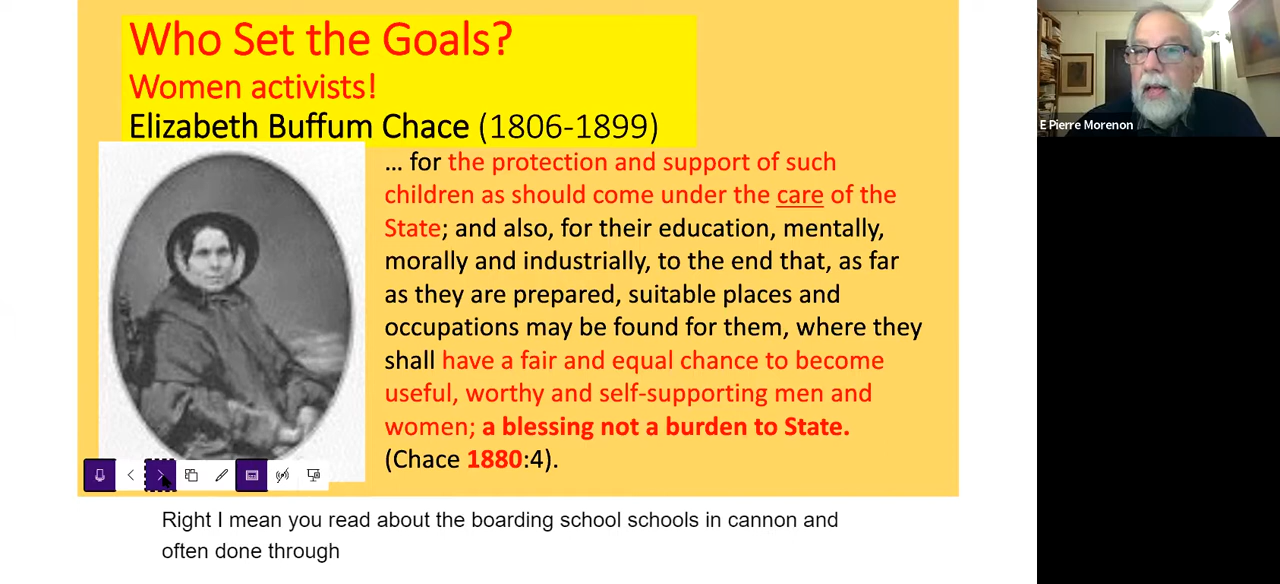 Who Set the Goals?
Women activists!
Elizabeth Buffum Chace (1806-1899)
... for the protection and support of such
children as should come under the care of the
State; and also, for their education, mentally,
morally and industrially, to the end that, as far
as they are prepared, suitable places and
occupations may be found for them, where they
shall have a fair and equal chance to become
useful, worthy and self-supporting men and
women; a blessing not a burden to State.
(Chace 1880:4).
Right I mean you read about the boarding school schools in cannon and
often done through
E Pierre Morenon